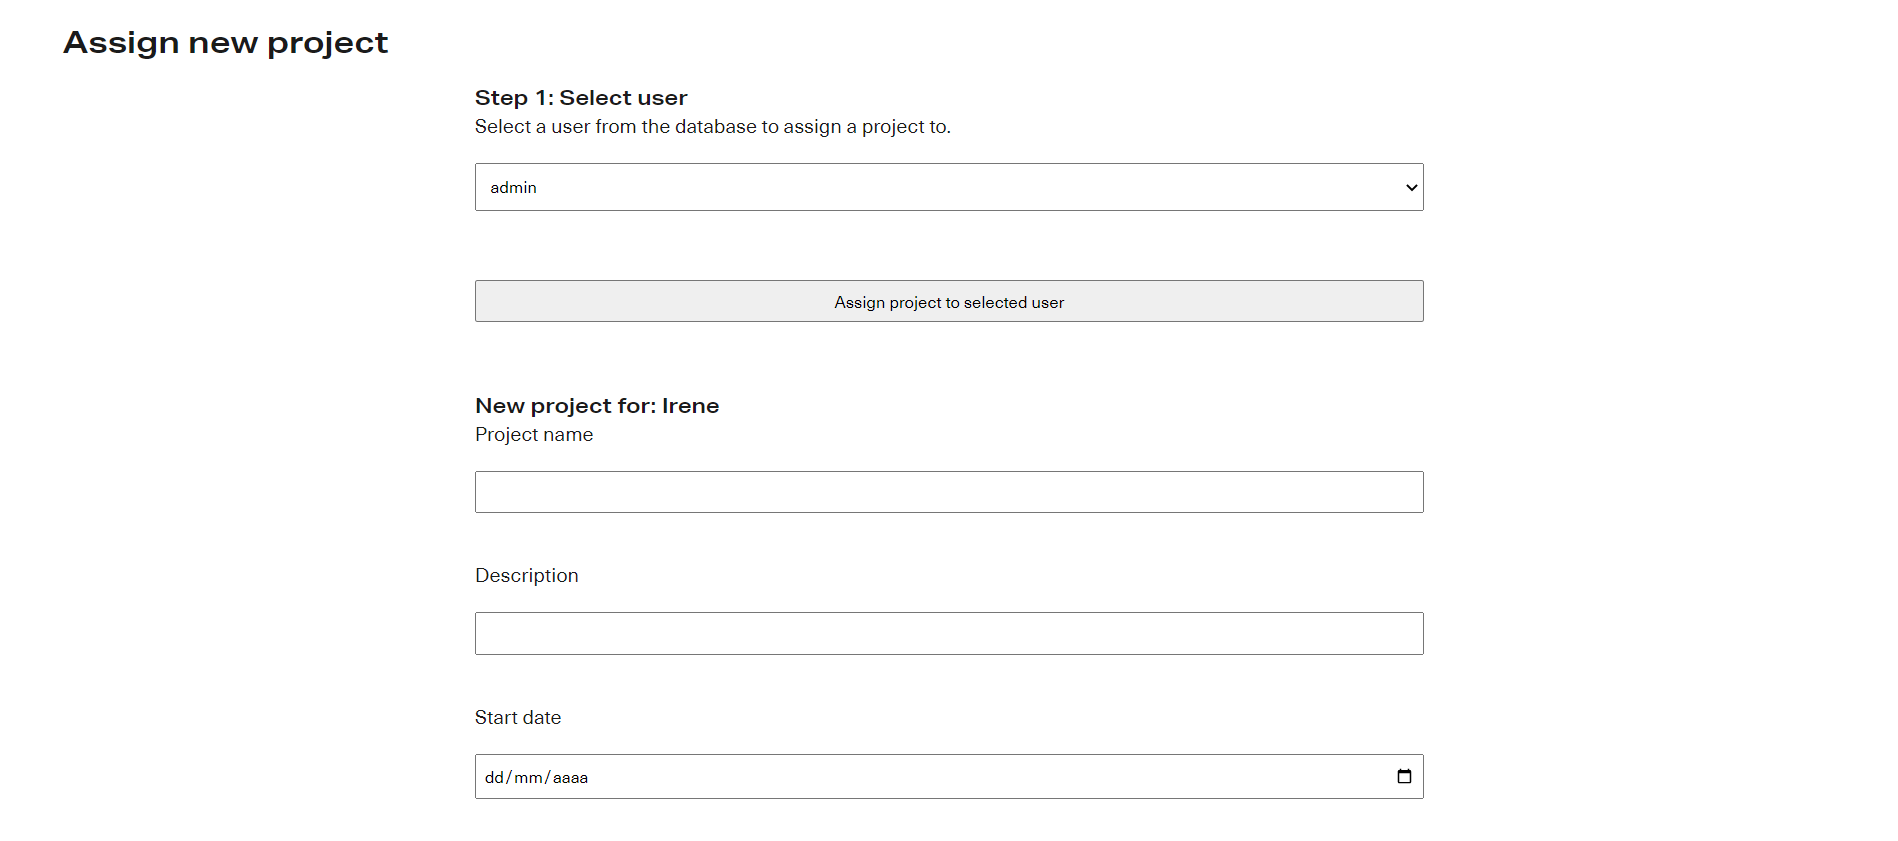 Assign new project
Step 1: Select user
Select a user from the database to assign a project to.
admin
Assign project to selected user
New project for: Irene
Project name
Description
Start date
dd/mm/aaaa